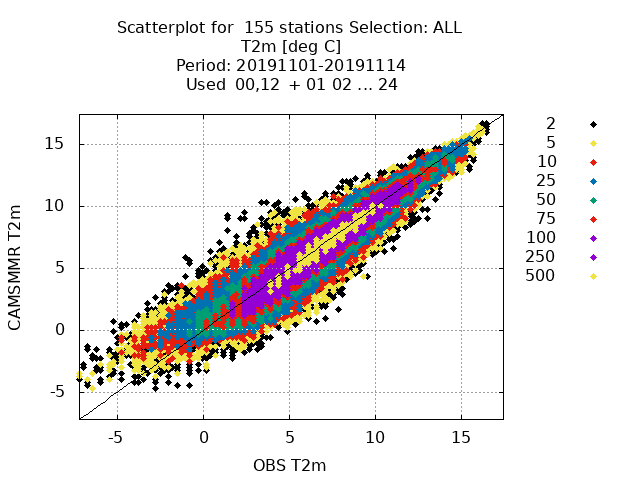 Scatterplot for  155 stations Selection: ALL
T2m [deg C]
Period: 20191101-20191114
Used  00,12  + 01 02 ... 24
CAMSMMR T2m
15
10
5
0
-5
-5 0 5 10 15
OBS T2m
2
5
10
25
50
75
100
250
500